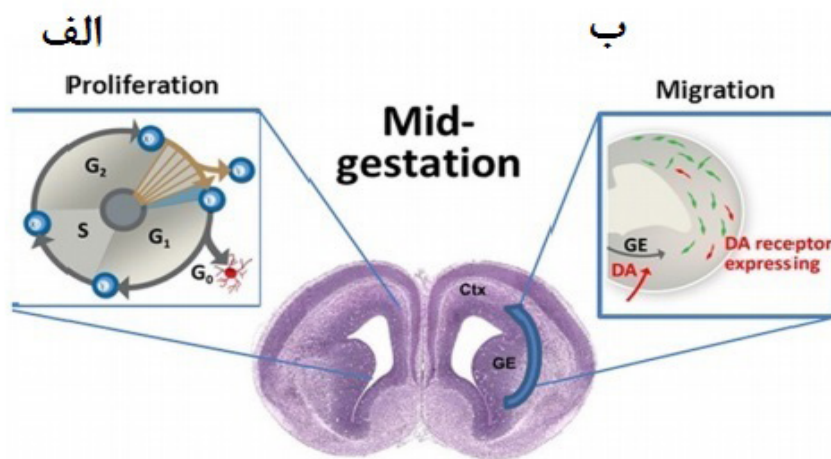 الف
ب
Proliferation
Mid-
gestation
Migration
G₂
S
G₁
G₀
Ctx
GE
GE
DA
DA receptor
expressing